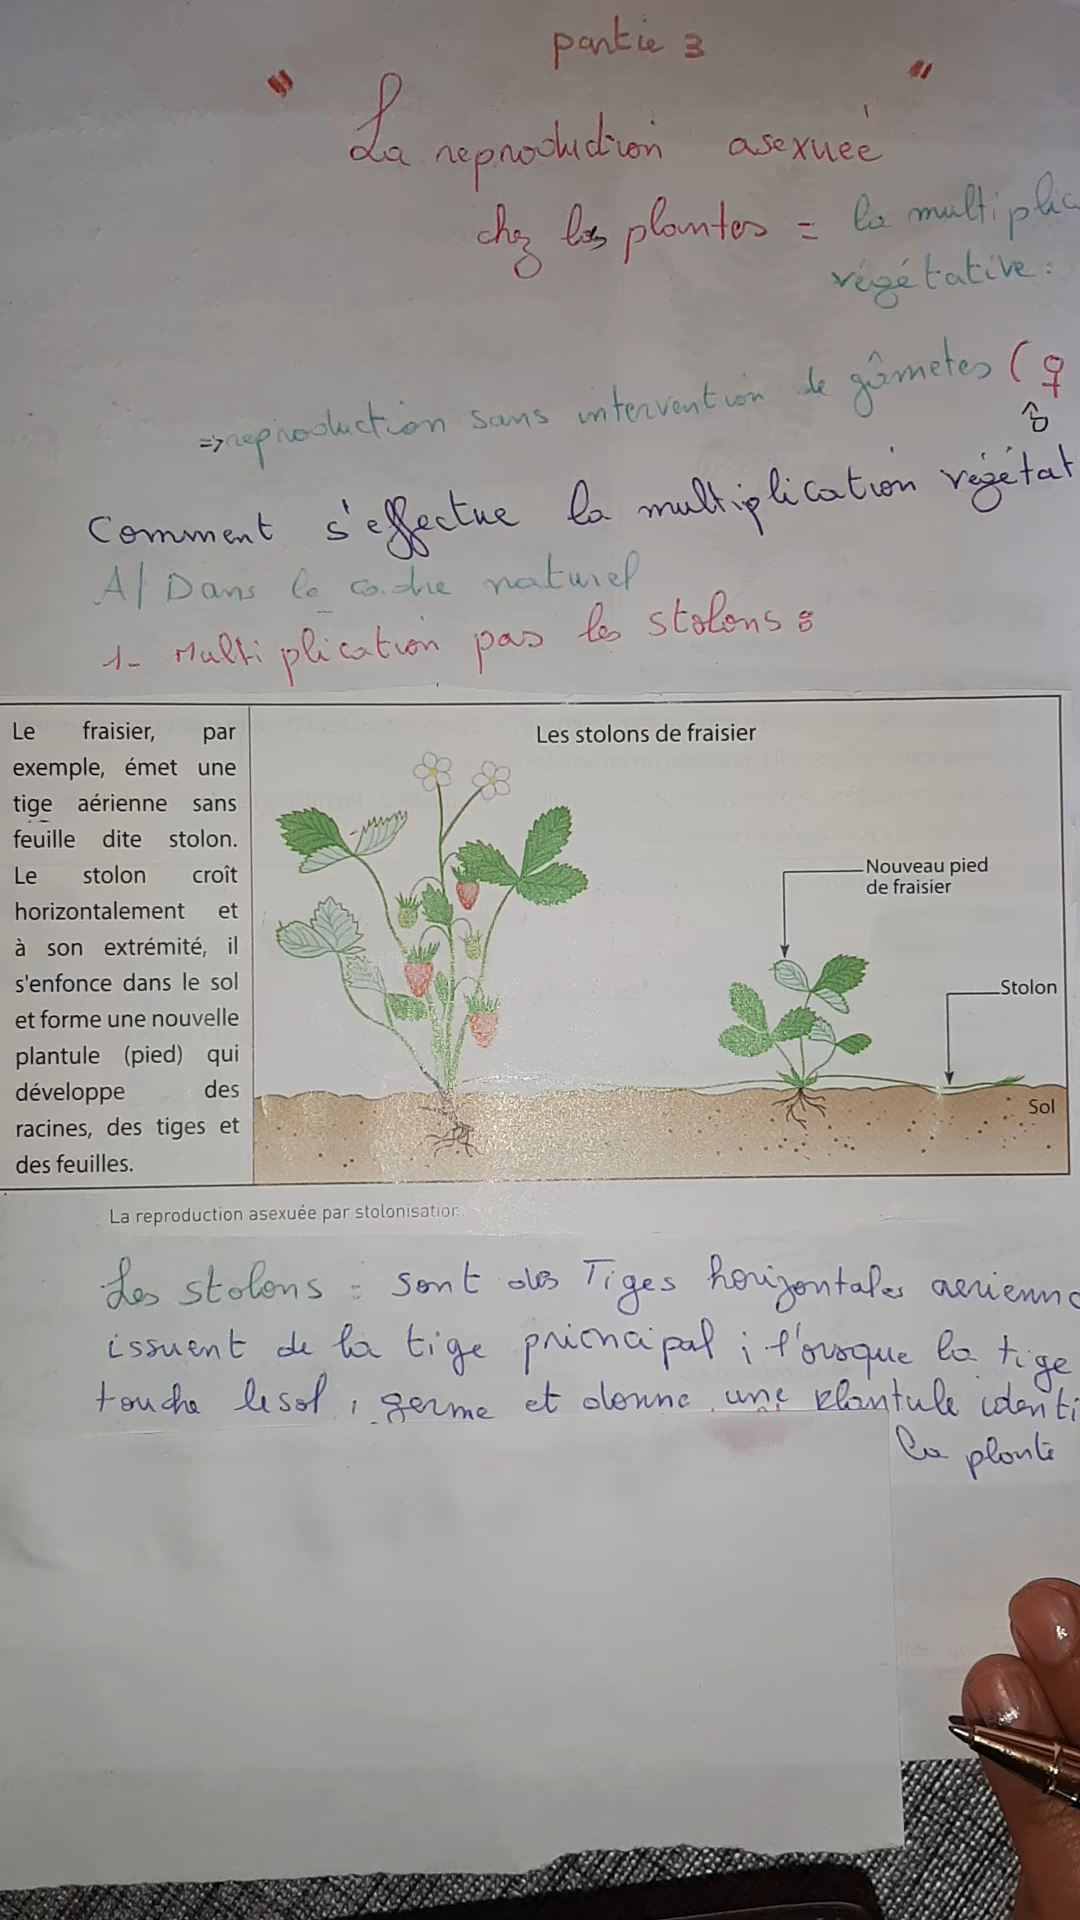 partie 3
" La reproduction asexuée "
chez les plantes = la multiplic
végétative :
=> reproduction sans intervention de gâmetes ( ♀
Comment s'effectue la multiplication végétat
A/ Dans le cadre naturel
1- Multiplication pas les stolons :
Le fraisier, par
exemple, émet une
tige aérienne sans
feuille dite stolon.
Le stolon croît
horizontalement et
à son extrémité, il
s'enfonce dans le sol
et forme une nouvelle
plantule (pied) qui
développe des
racines, des tiges et
des feuilles.
Les stolons de fraisier
Nouveau pied
de fraisier
Stolon
Sol
La reproduction asexuée par stolonisation.
Les stolons : sont des Tiges horizontales aerienne
issuent de la tige princnipal ; l'orsque la tige
touche le sol , germe et donne une plantule identi
la plante